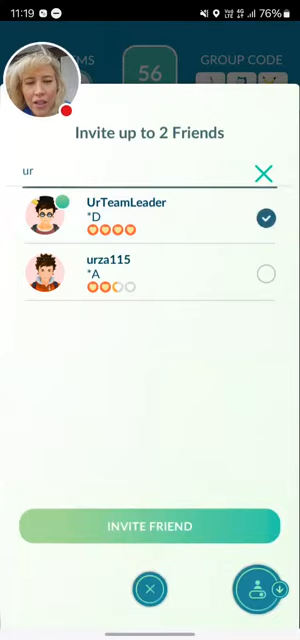 11:19
76%
GROUP CODE
56
Invite up to 2 Friends
ur
UrTeamLeader
*D
urza115
*A
INVITE FRIEND